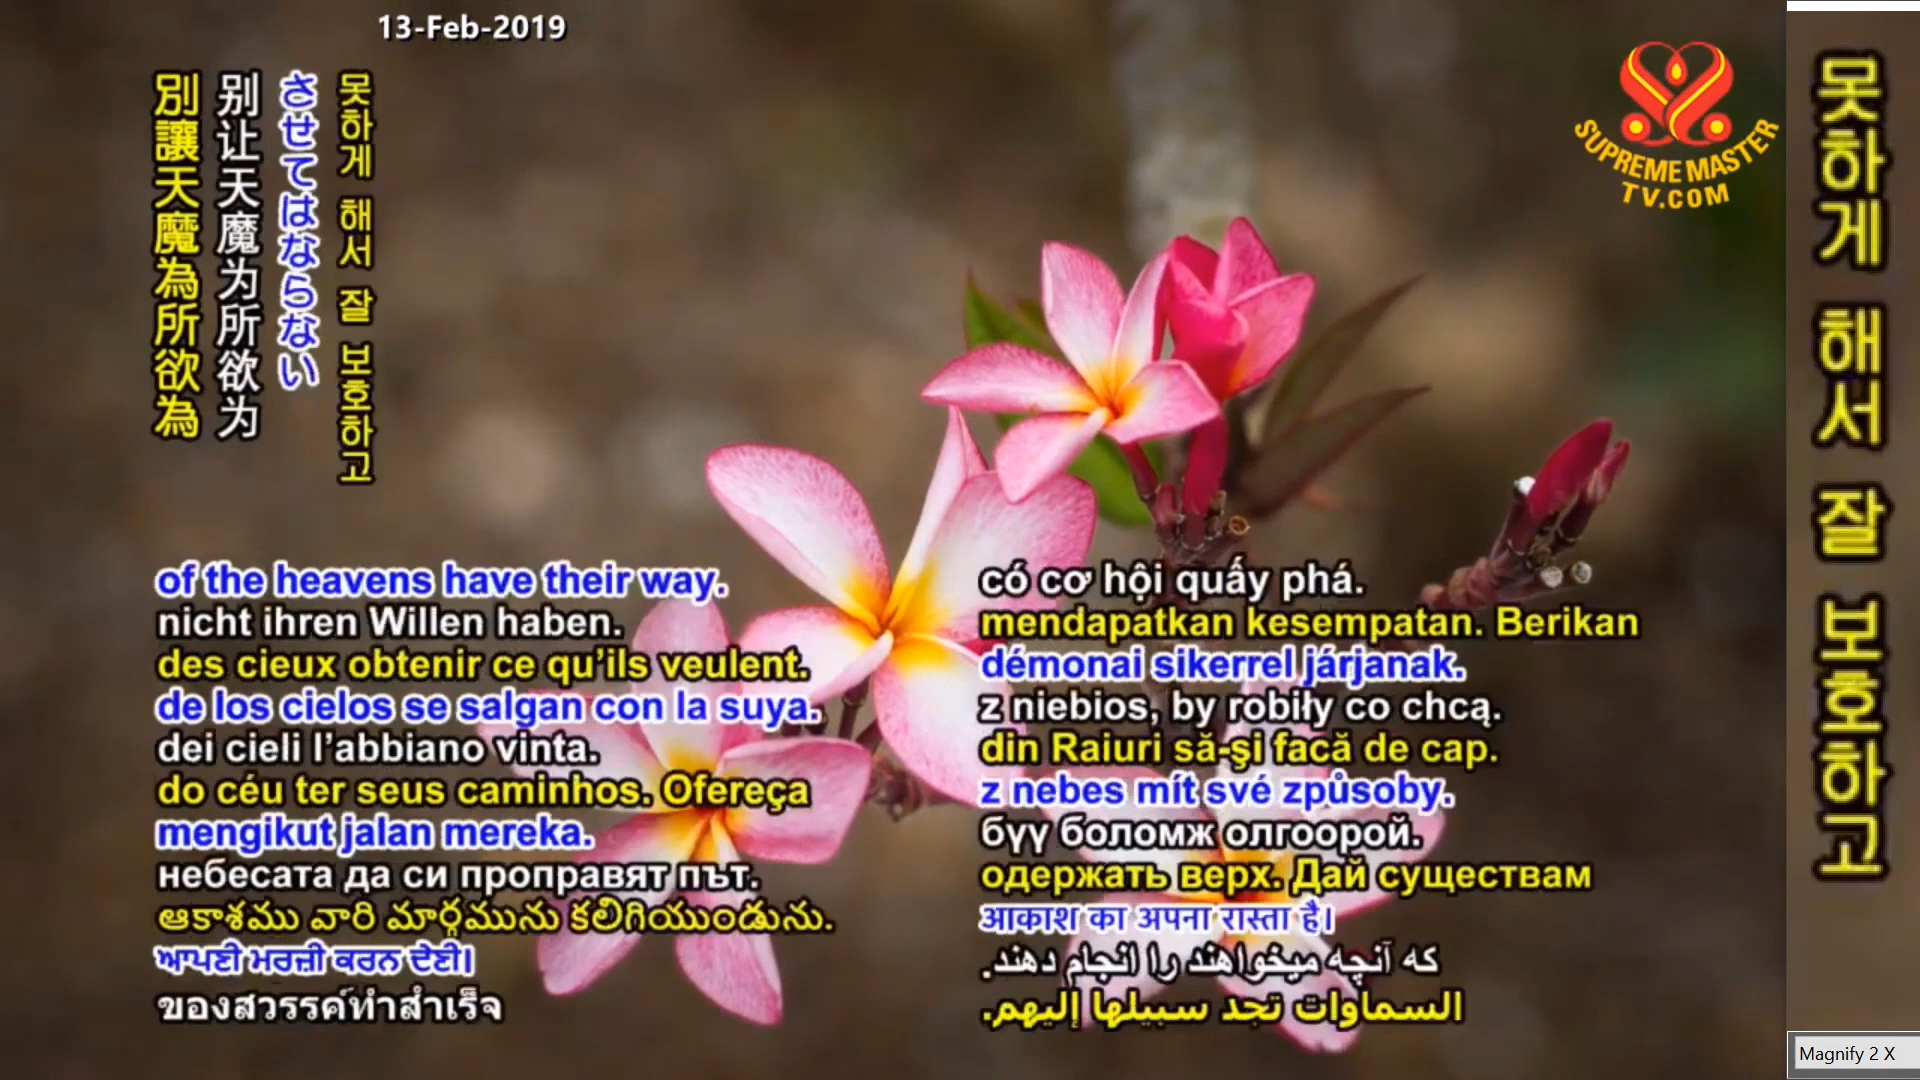 13-Feb-2019
別讓天魔為所欲為
别让天魔为所欲为
させてはならない
못하게 해서 잘 보호하고
SUPREME MASTER
TV.COM
of the heavens have their way.
nicht ihren Willen haben.
des cieux obtenir ce qu’ils veulent.
de los cielos se salgan con la suya.
dei cieli l’abbiano vinta.
do céu ter seus caminhos. Ofereça
mengikut jalan mereka.
небесата да си проправят път.
ఆకాశము వారి మార్గమును కలిగియుండును.
ਆਪਣੀ ਮਰਜ਼ੀ ਕਰਨ ਦੇਣੀ।
ของสวรรค์ทำสำเร็จ
có cơ hội quấy phá.
mendapatkan kesempatan. Berikan
démonai sikerrel járjanak.
z niebios, by robiły co chcą.
din Raiuri să-şi facă de cap.
z nebes mít své způsoby.
бүү боломж олгоорой.
одержать верх. Дай существам
आकाश का अपना रास्ता है।
که آنچه میخواهند را انجام دهند.
السماوات تجد سبيلها إليهم.
못하게 해서 잘 보호하고
Magnify 2 X